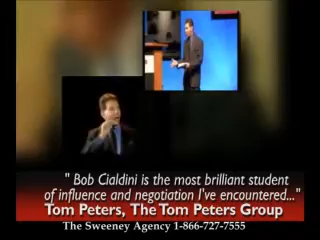 " Bob Cialdini is the most brilliant student
of influence and negotiation I've encountered..."
Tom Peters, The Tom Peters Group
The Sweeney Agency 1-866-727-7555